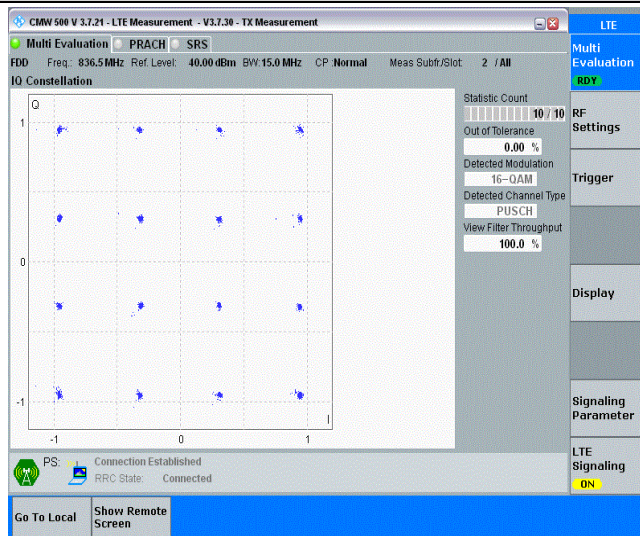 CMW 500 V 3.7.21 - LTE Measurement - V3.7.30 - TX Measurement
LTE
Multi Evaluation PRACH SRS
Multi
Evaluation
RDY
FDD Freq.: 836.5 MHz Ref. Level: 40.00 dBm BW: 15.0 MHz CP :Normal Meas Subfr./Slot: 2 / All
IQ Constellation
Q
1
0
-1
-1 0 1
I
Statistic Count
10 / 10
Out of Tolerance
0.00 %
Detected Modulation
16-QAM
Detected Channel Type
PUSCH
View Filter Throughput
100.0 %
RF
Settings
Trigger
Display
Signaling
Parameter
LTE
Signaling
ON
PS: Connection Established
RRC State: Connected
Go To Local
Show Remote
Screen